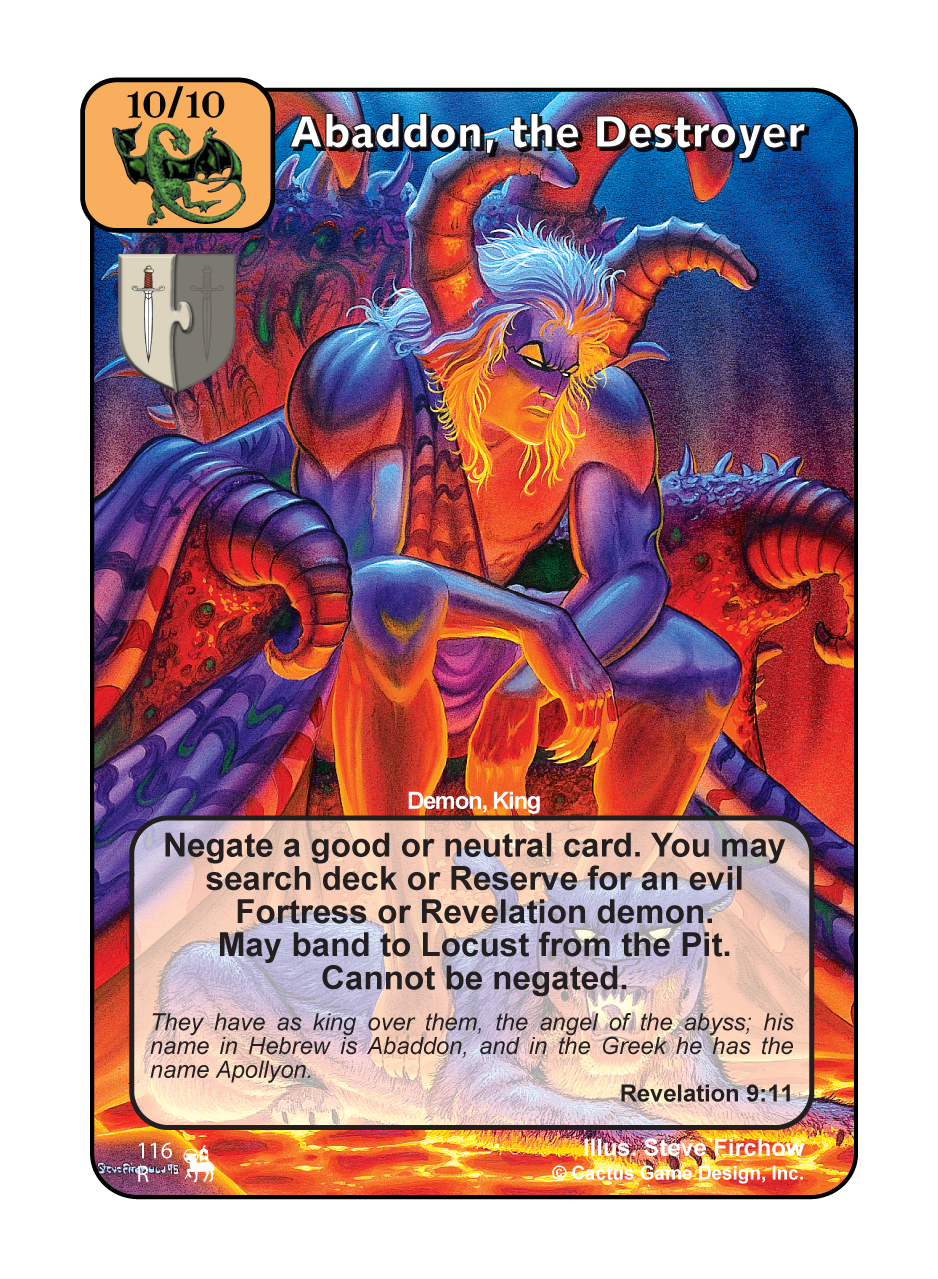 10/10
Abaddon, the Destroyer
Demon, King
Negate a good or neutral card. You may
search deck or Reserve for an evil
Fortress or Revelation demon.
May band to Locust from the Pit.
Cannot be negated.
They have as king over them, the angel of the abyss; his
name in Hebrew is Abaddon, and in the Greek he has the
name Apollyon.
Revelation 9:11
116
R
Illus. Steve Firchow
© Cactus Game Design, Inc.